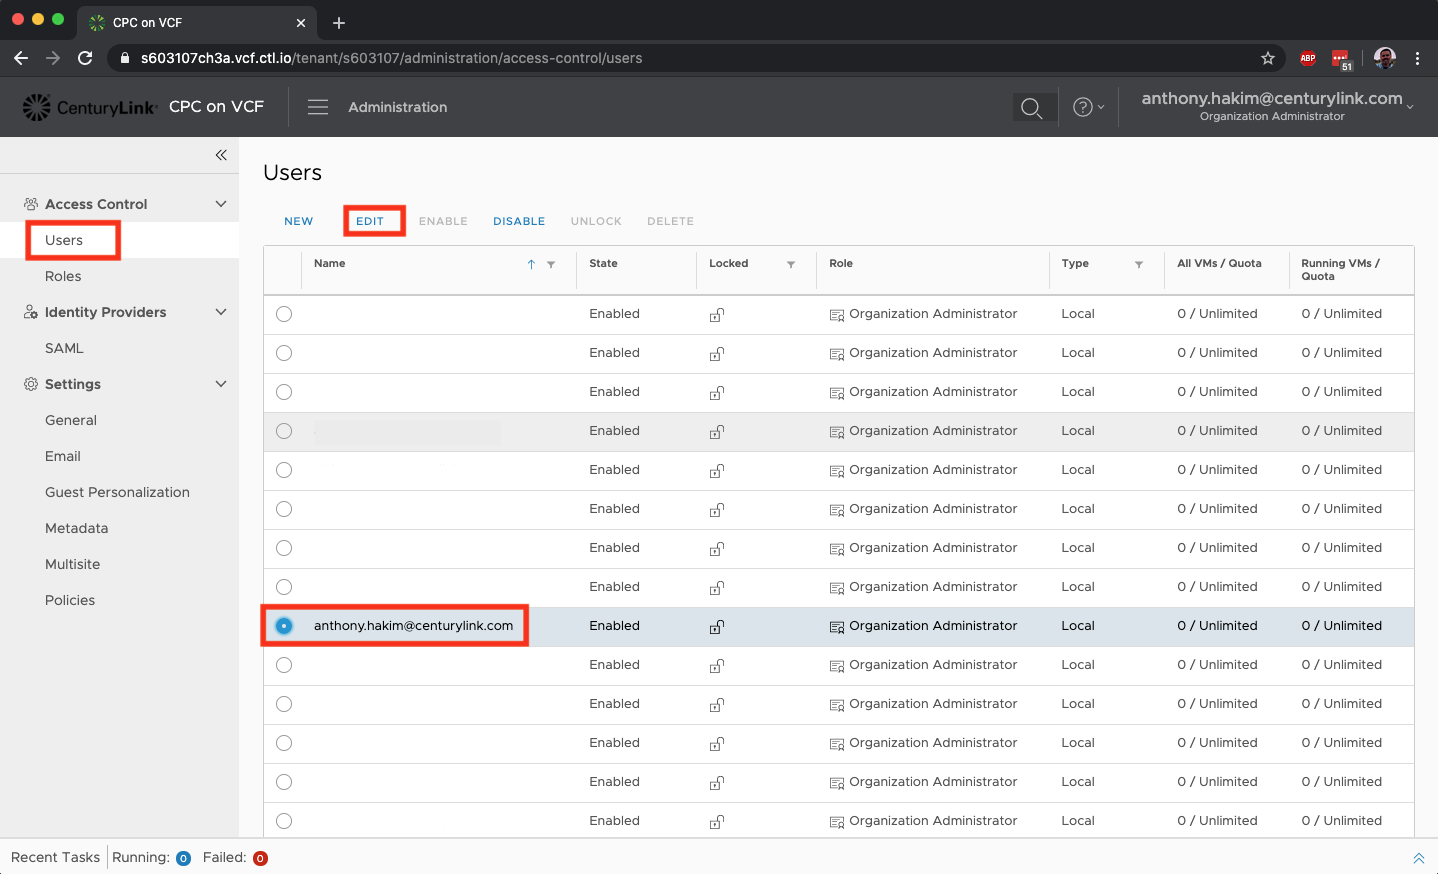 CPC on VCF
s603107ch3a.vcf.ctl.io/tenant/s603107/administration/access-control/users
ABP
51
CenturyLink CPC on VCF
Administration
anthony.hakim@centurylink.com
Organization Administrator
Access Control
Users
Roles
Identity Providers
SAML
Settings
General
Email
Guest Personalization
Metadata
Multisite
Policies
Users
NEW EDIT ENABLE DISABLE UNLOCK DELETE
Name State Locked Role Type All VMs / Quota Running VMs / Quota
Enabled Organization Administrator Local 0 / Unlimited 0 / Unlimited
Enabled Organization Administrator Local 0 / Unlimited 0 / Unlimited
Enabled Organization Administrator Local 0 / Unlimited 0 / Unlimited
Enabled Organization Administrator Local 0 / Unlimited 0 / Unlimited
Enabled Organization Administrator Local 0 / Unlimited 0 / Unlimited
Enabled Organization Administrator Local 0 / Unlimited 0 / Unlimited
Enabled Organization Administrator Local 0 / Unlimited 0 / Unlimited
Enabled Organization Administrator Local 0 / Unlimited 0 / Unlimited
anthony.hakim@centurylink.com Enabled Organization Administrator Local 0 / Unlimited 0 / Unlimited
Enabled Organization Administrator Local 0 / Unlimited 0 / Unlimited
Enabled Organization Administrator Local 0 / Unlimited 0 / Unlimited
Enabled Organization Administrator Local 0 / Unlimited 0 / Unlimited
Enabled Organization Administrator Local 0 / Unlimited 0 / Unlimited
Enabled Organization Administrator Local 0 / Unlimited 0 / Unlimited
Recent Tasks Running: 0 Failed: 0